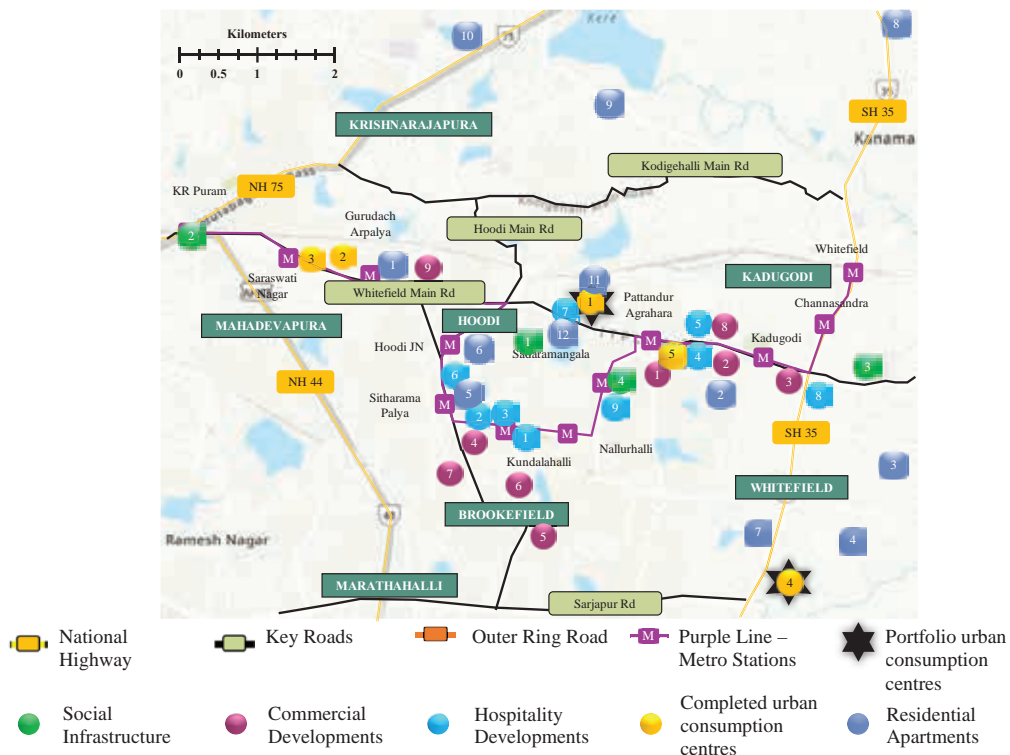 Kilometers
0 0.5 1 2
10
8
Kere
75
9
35
SH 35
Kanama
KRISHNARAJAPURA
Kodigehalli Main Rd
KR Puram
NH 75
2
Gurudach
Arpalya
Hoodi Main Rd
Whitefield
M
KADUGODI
3
2
M
M
1
9
11
Saraswati
Nagar
Whitefield Main Rd
1
7
Pattandur
Agrahara
Channasandra
M
MAHADEVAPURA
HOODI
12
5
8
Kadugodi
Hoodi JN
M
6
1
Sadaramangala
M
5
4
2
M
3
NH 44
6
M
4
1
3
Sitharama
Palya
5
M
2
3
M
1
M
9
2
8
4
Kundalahalli
Nallurhalli
SH 35
7
6
3
WHITEFIELD
BROOKEFIELD
5
7
4
Ramesh Nagar
MARATHAHALLI
4
Sarjapur Rd
National
Highway
Key Roads
Outer Ring Road
M
Purple Line –
Metro Stations
Portfolio urban
consumption
centres
Social
Infrastructure
Commercial
Developments
Hospitality
Developments
Completed urban
consumption
centres
Residential
Apartments